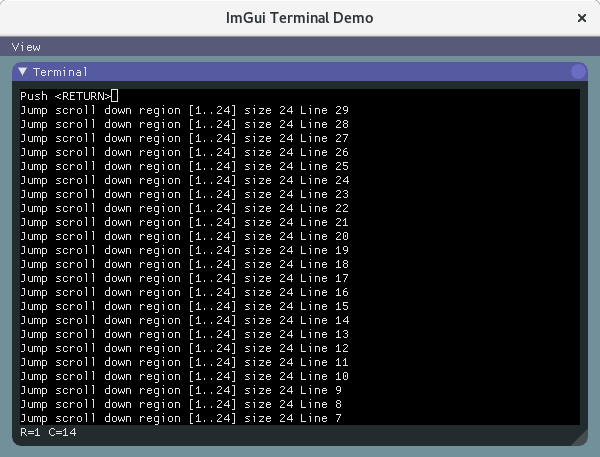 ImGui Terminal Demo
View
Terminal
Push <RETURN>
Jump scroll down region [1..24] size 24 Line 29
Jump scroll down region [1..24] size 24 Line 28
Jump scroll down region [1..24] size 24 Line 27
Jump scroll down region [1..24] size 24 Line 26
Jump scroll down region [1..24] size 24 Line 25
Jump scroll down region [1..24] size 24 Line 24
Jump scroll down region [1..24] size 24 Line 23
Jump scroll down region [1..24] size 24 Line 22
Jump scroll down region [1..24] size 24 Line 21
Jump scroll down region [1..24] size 24 Line 20
Jump scroll down region [1..24] size 24 Line 19
Jump scroll down region [1..24] size 24 Line 18
Jump scroll down region [1..24] size 24 Line 17
Jump scroll down region [1..24] size 24 Line 16
Jump scroll down region [1..24] size 24 Line 15
Jump scroll down region [1..24] size 24 Line 14
Jump scroll down region [1..24] size 24 Line 13
Jump scroll down region [1..24] size 24 Line 12
Jump scroll down region [1..24] size 24 Line 11
Jump scroll down region [1..24] size 24 Line 10
Jump scroll down region [1..24] size 24 Line 9
Jump scroll down region [1..24] size 24 Line 8
Jump scroll down region [1..24] size 24 Line 7
R=1 C=14